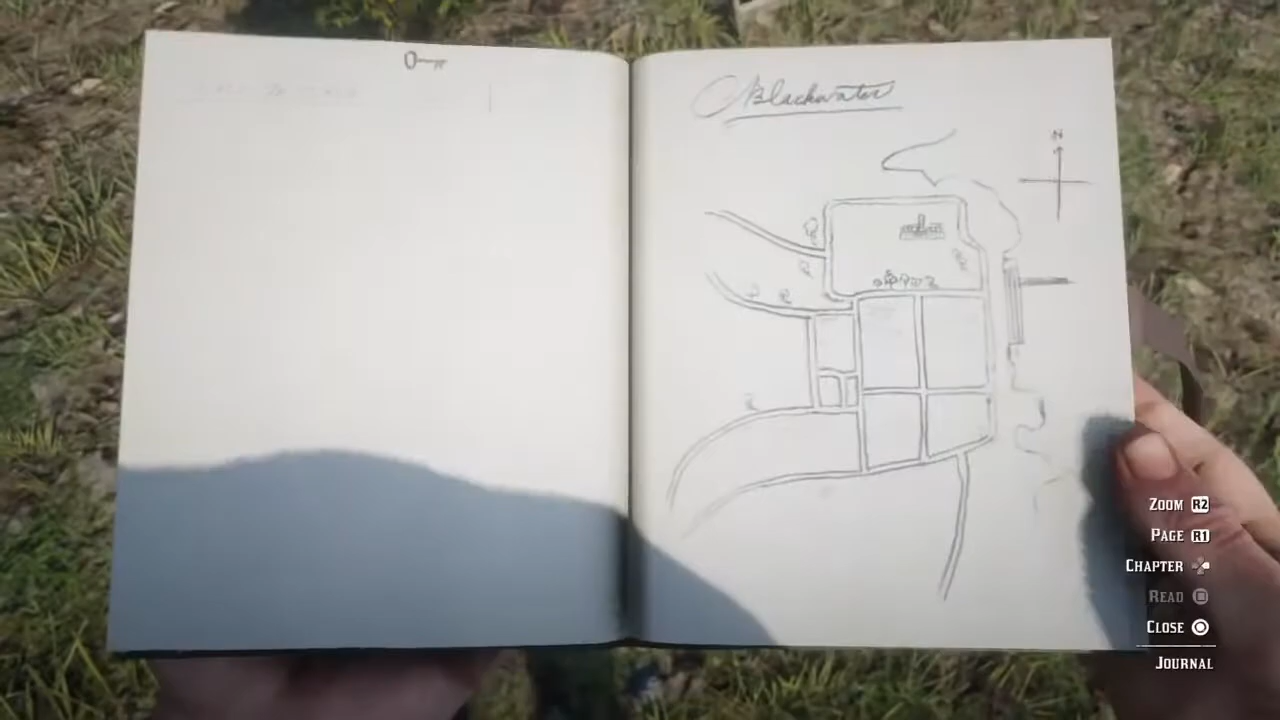 Blackwater
N
ZOOM R2
PAGE R1
CHAPTER
READ
CLOSE
JOURNAL